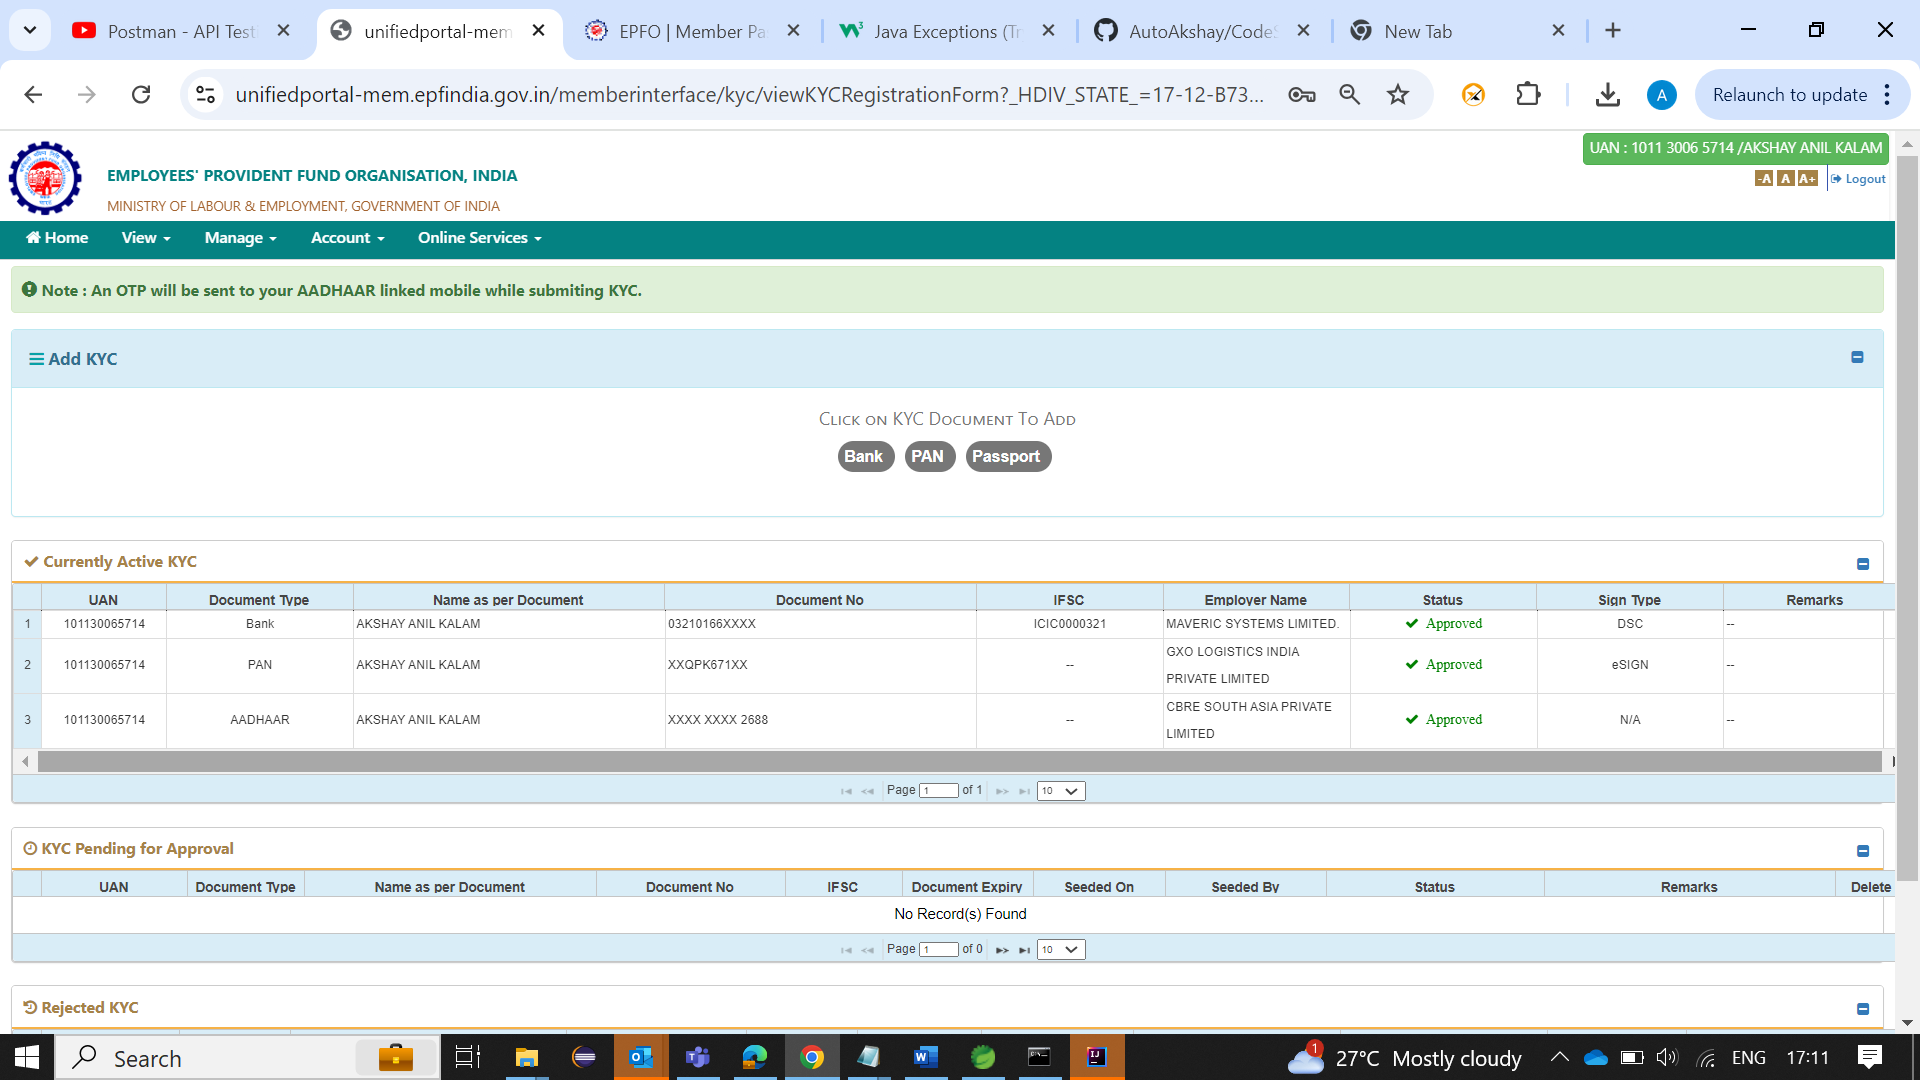 Postman - API Test
unifiedportal-mem
EPFO | Member Pa
Java Exceptions (Tr
AutoAkshay/CodeS
New Tab
unifiedportal-mem.epfindia.gov.in/memberinterface/kyc/viewKYCRegistrationForm?_HDIV_STATE_=17-12-B73...
A
Relaunch to update
UAN : 1011 3006 5714 /AKSHAY ANIL KALAM
EMPLOYEES' PROVIDENT FUND ORGANISATION, INDIA
-A A A+ Logout
MINISTRY OF LABOUR & EMPLOYMENT, GOVERNMENT OF INDIA
Home View Manage Account Online Services
Note : An OTP will be sent to your AADHAAR linked mobile while submiting KYC.
Add KYC
Click on KYC Document To Add
Bank PAN Passport
Currently Active KYC
UAN Document Type Name as per Document Document No IFSC Employer Name Status Sign Type Remarks
1 101130065714 Bank AKSHAY ANIL KALAM 03210166XXXX ICIC0000321 MAVERIC SYSTEMS LIMITED. Approved DSC --
2 101130065714 PAN AKSHAY ANIL KALAM XXQPK671XX -- GXO LOGISTICS INDIA PRIVATE LIMITED Approved eSIGN --
3 101130065714 AADHAAR AKSHAY ANIL KALAM XXXX XXXX 2688 -- CBRE SOUTH ASIA PRIVATE LIMITED Approved N/A --
Page 1 of 1 10
KYC Pending for Approval
UAN Document Type Name as per Document Document No IFSC Document Expiry Seeded On Seeded By Status Remarks Delete
No Record(s) Found
Page 1 of 0 10
Rejected KYC
Search
1 27°C Mostly cloudy ENG 17:11